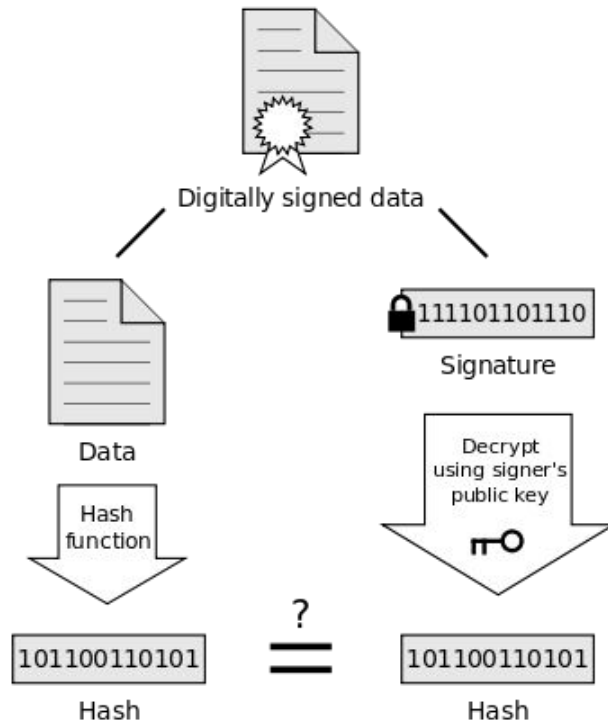 Digitally signed data
111101101110
Signature
Data
Decrypt
using signer's
public key
Hash
function
?
=
101100110101
101100110101
Hash
Hash